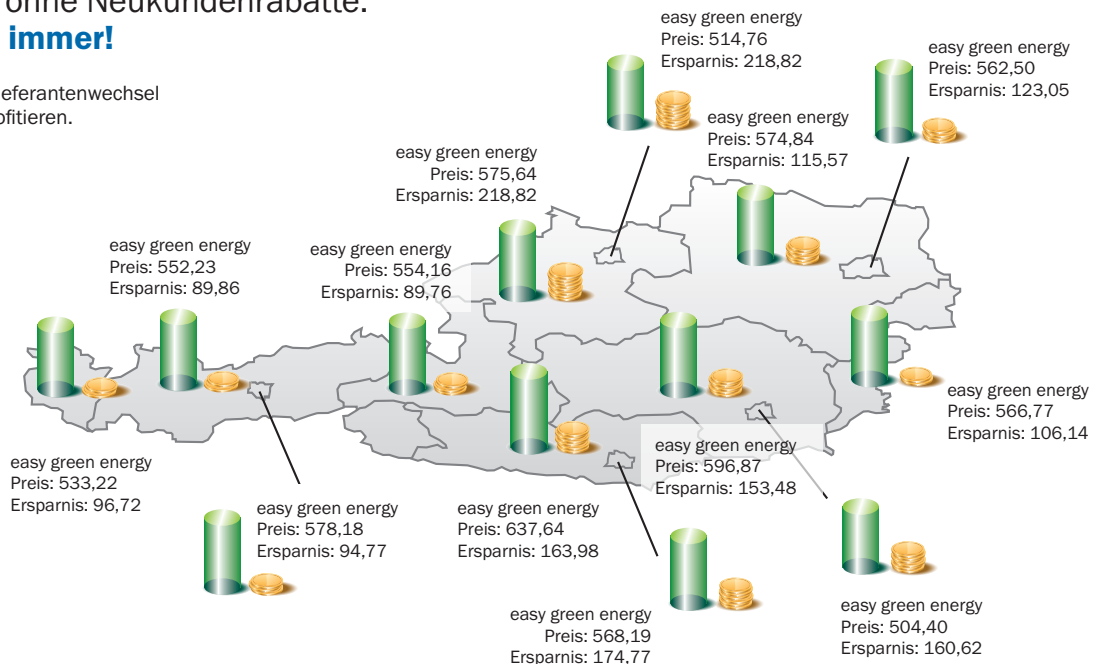 ohne Neukundenrabatte.
immer!
eferantenwechsel
ofitieren.
easy green energy
Preis: 514,76
Ersparnis: 218,82
easy green energy
Preis: 562,50
Ersparnis: 123,05
easy green energy
Preis: 574,84
Ersparnis: 115,57
easy green energy
Preis: 575,64
Ersparnis: 218,82
easy green energy
Preis: 552,23
Ersparnis: 89,86
easy green energy
Preis: 554,16
Ersparnis: 89,76
easy green energy
Preis: 566,77
Ersparnis: 106,14
easy green energy
Preis: 596,87
Ersparnis: 153,48
easy green energy
Preis: 533,22
Ersparnis: 96,72
easy green energy
Preis: 578,18
Ersparnis: 94,77
easy green energy
Preis: 637,64
Ersparnis: 163,98
easy green energy
Preis: 568,19
Ersparnis: 174,77
easy green energy
Preis: 504,40
Ersparnis: 160,62